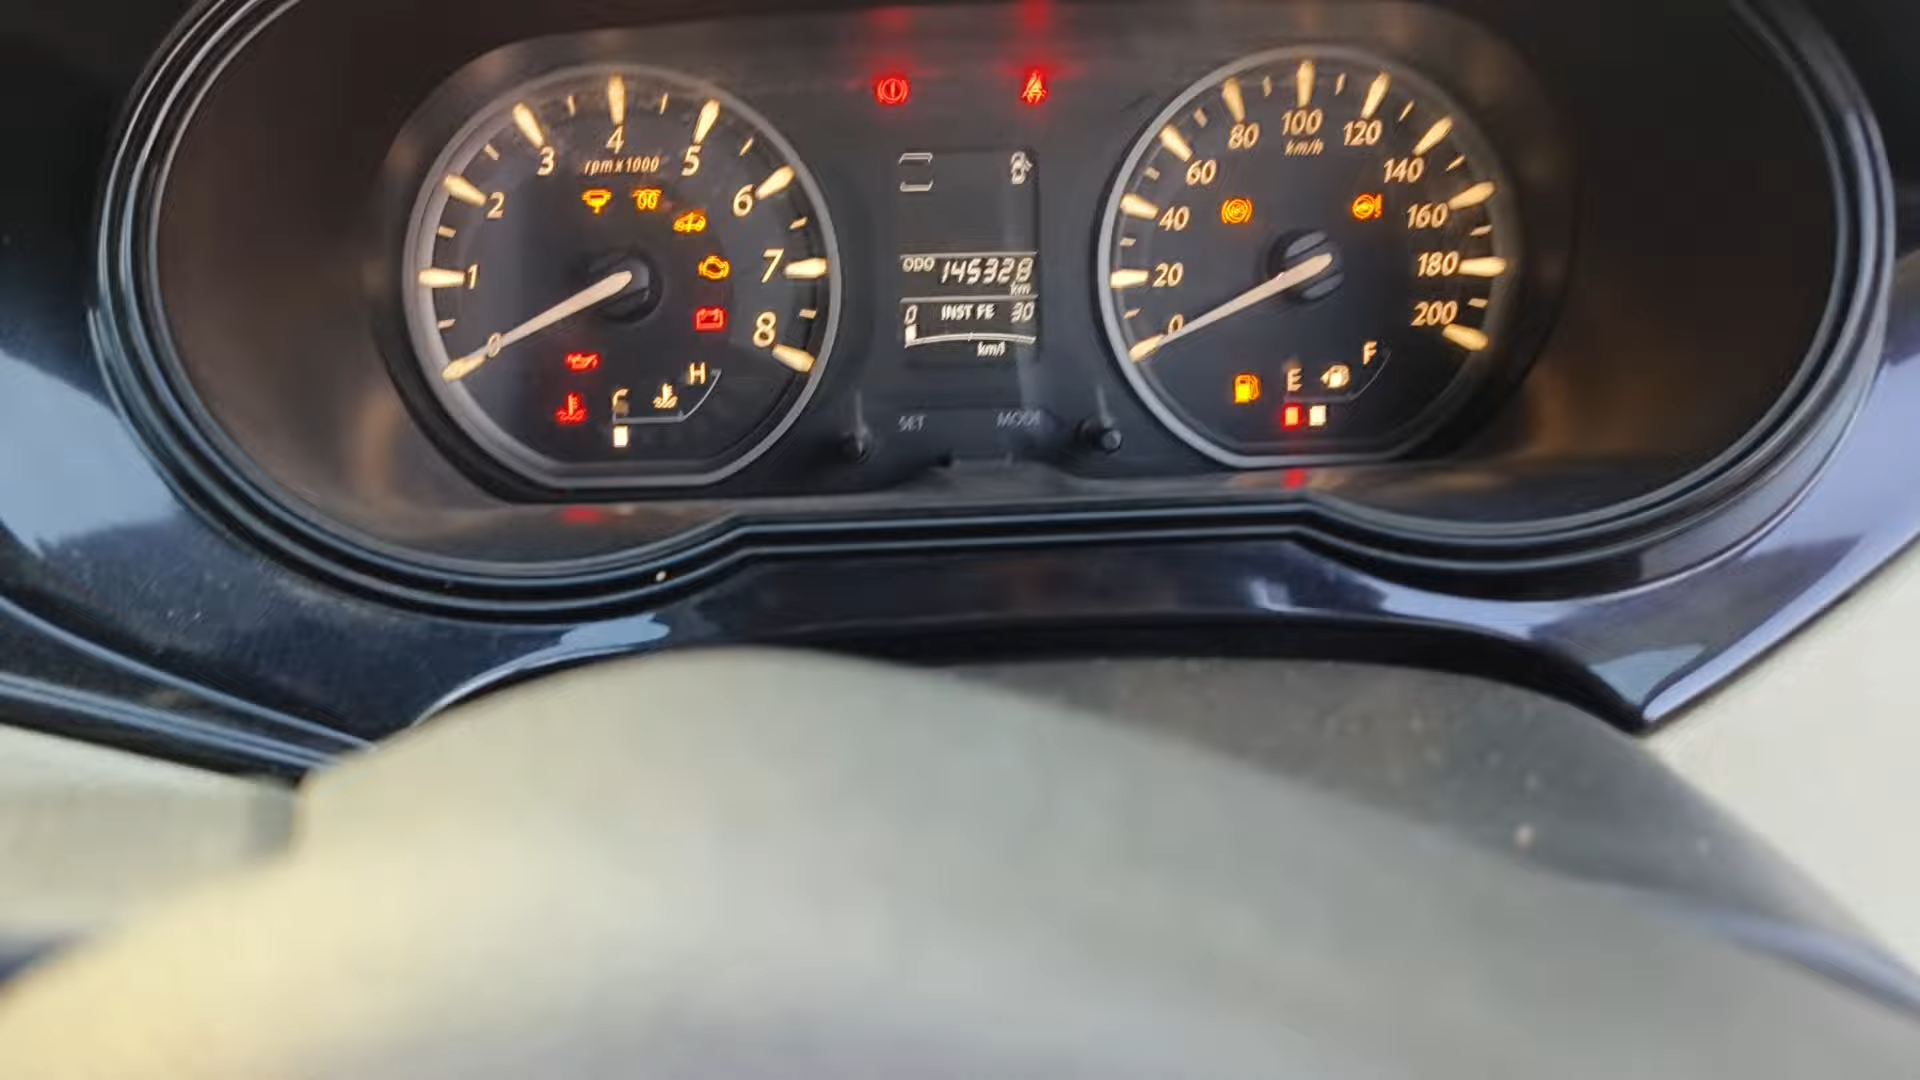 0 1 2 3 4 5 6 7 8
rpm x 1000
C H
ODO 145328
km
0 INST FE 30
km/l
SET MODE
0 20 40 60 80 100 120 140 160 180 200
km/h
E F